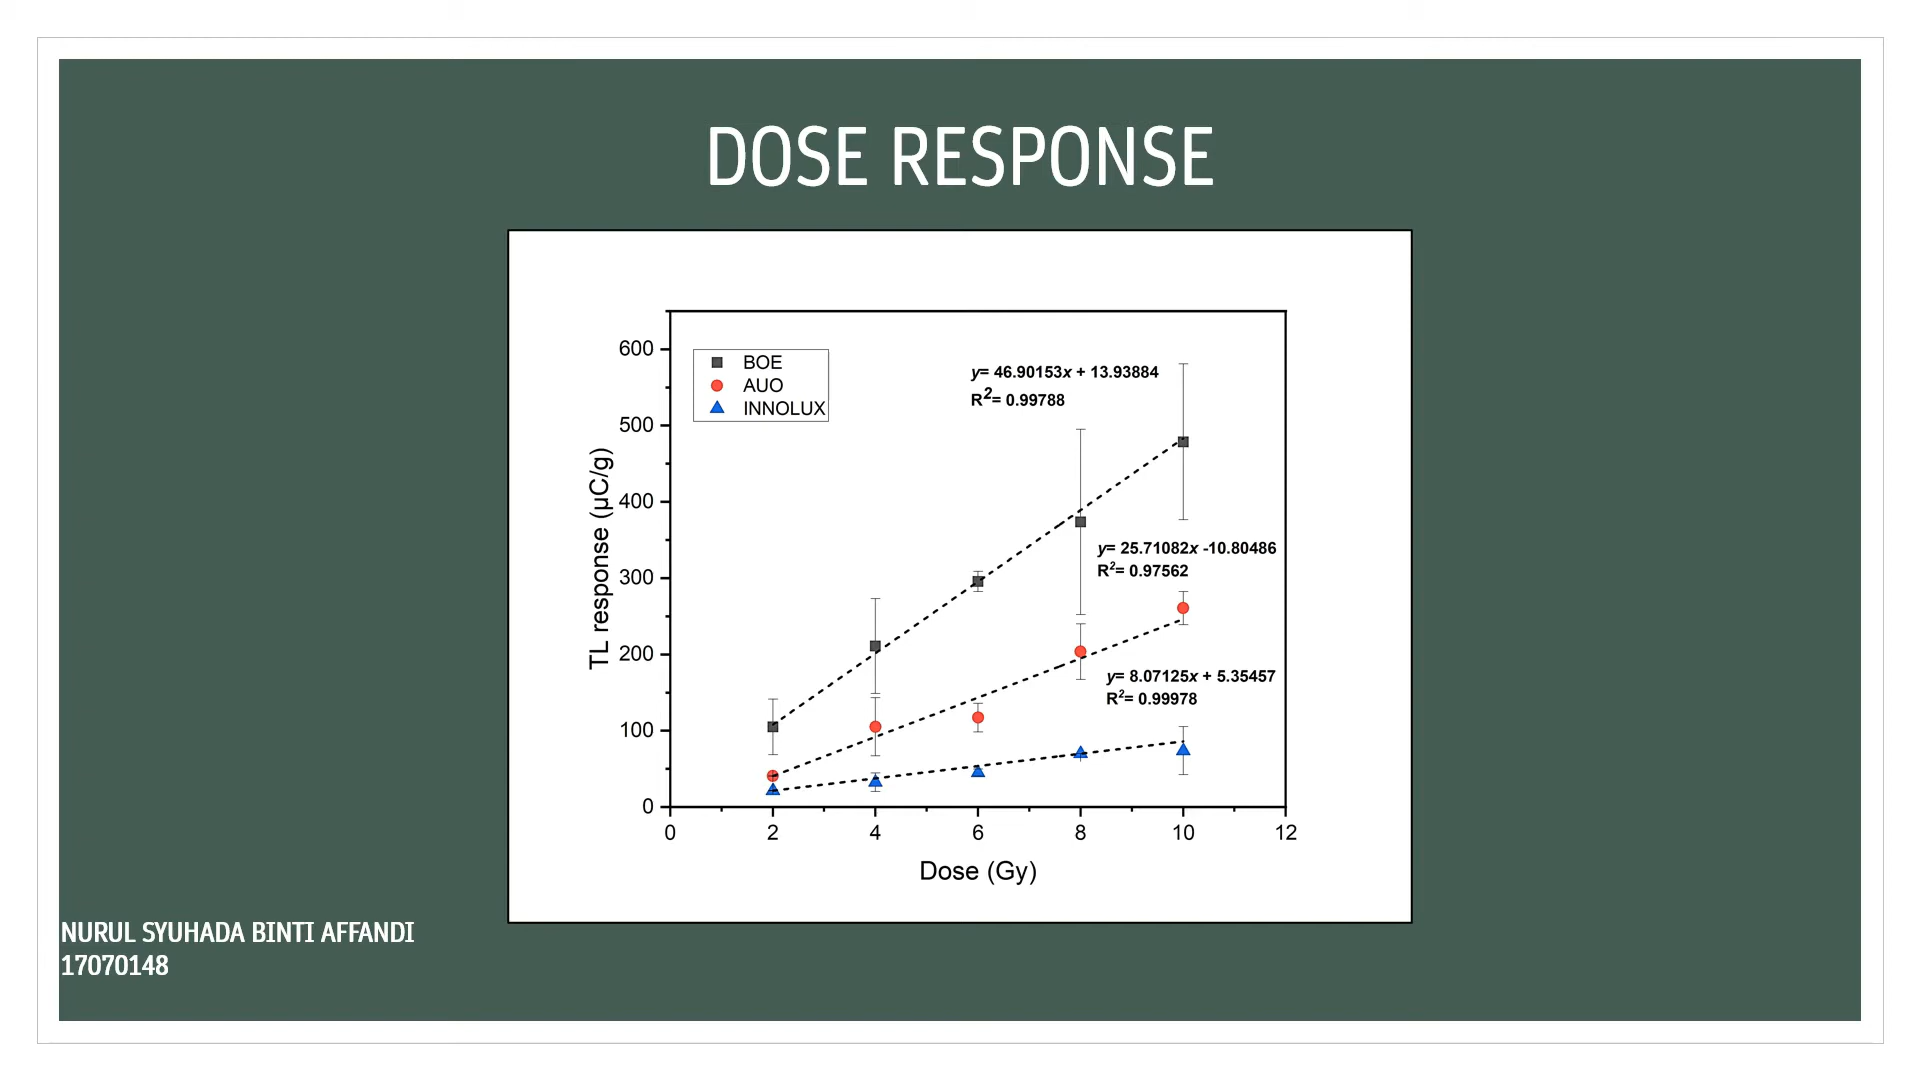 DOSE RESPONSE
BOE
AUO
INNOLUX
y= 46.90153x + 13.93884
R2= 0.99788
y= 25.71082x -10.80486
R2= 0.97562
y= 8.07125x + 5.35457
R2= 0.99978
TL response (μC/g)
600
500
400
300
200
100
0
0 2 4 6 8 10 12
Dose (Gy)
NURUL SYUHADA BINTI AFFANDI
17070148